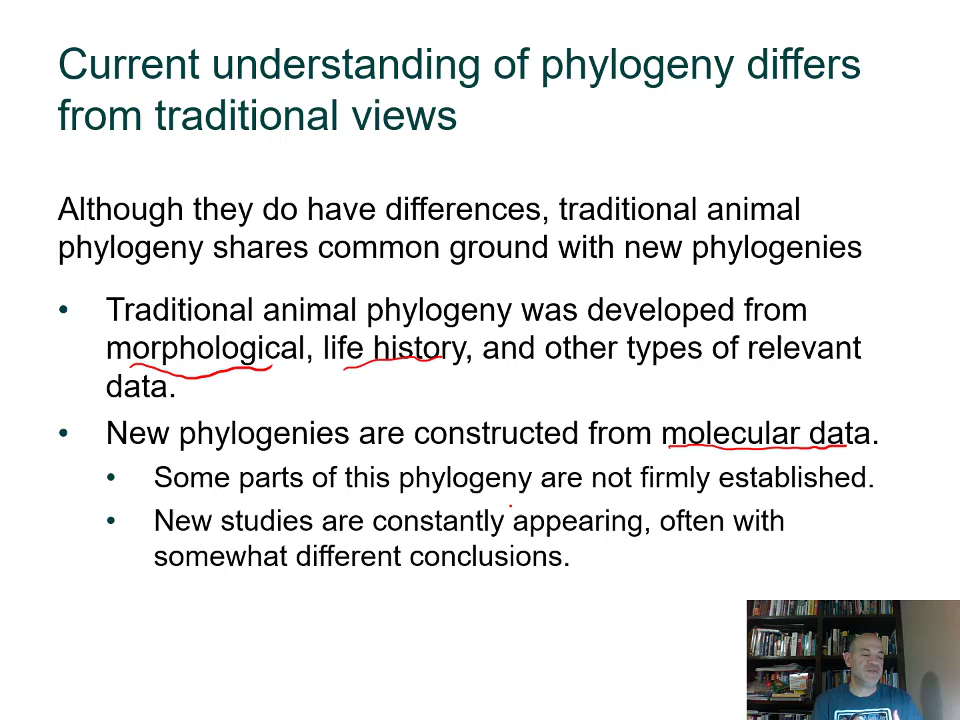 Current understanding of phylogeny differs
from traditional views
Although they do have differences, traditional animal
phylogeny shares common ground with new phylogenies
• Traditional animal phylogeny was developed from
morphological, life history, and other types of relevant
data.
• New phylogenies are constructed from molecular data.
• Some parts of this phylogeny are not firmly established.
• New studies are constantly appearing, often with
somewhat different conclusions.